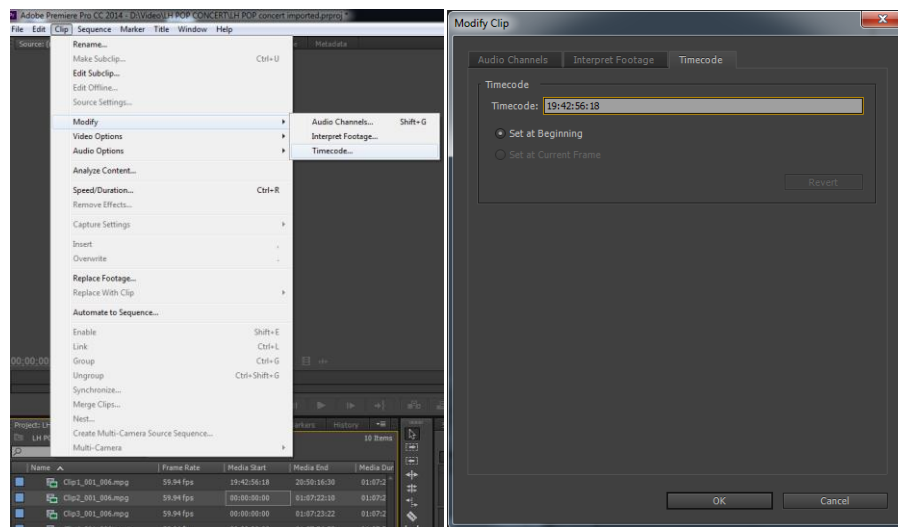 Adobe Premiere Pro CC 2014 - D:\Video\LH POP CONCERT\LH POP concert imported.prproj *
File Edit Clip Sequence Marker Title Window Help
Source: Metadata
Rename...
Make Subclip... Ctrl+U
Edit Subclip...
Edit Offline...
Source Settings...
Modify
Video Options
Audio Options
Analyze Content...
Speed/Duration... Ctrl+R
Remove Effects...
Capture Settings
Insert ,
Overwrite .
Replace Footage...
Replace With Clip
Automate to Sequence...
Enable Shift+E
Link Ctrl+L
Group Ctrl+G
Ungroup Ctrl+Shift+G
Synchronize...
Merge Clips...
Nest...
Create Multi-Camera Source Sequence...
Multi-Camera
Audio Channels... Shift+G
Interpret Footage...
Timecode...
00;00;00
Project: LH History
LH 10 Items
Name Frame Rate Media Start Media End Media Dur
Clip1_001_006.mpg 59.94 fps 19:42:56:18 20:50:16:30 01:07:2
Clip2_001_006.mpg 59.94 fps 00:00:00:00 01:07:22:10 01:07:2
Clip3_001_006.mpg 59.94 fps 00:00:00:00 01:07:23:22 01:07:2
Modify Clip
Audio Channels Interpret Footage Timecode
Timecode
Timecode: 19:42:56:18
Set at Beginning
Set at Current Frame
Revert
OK Cancel